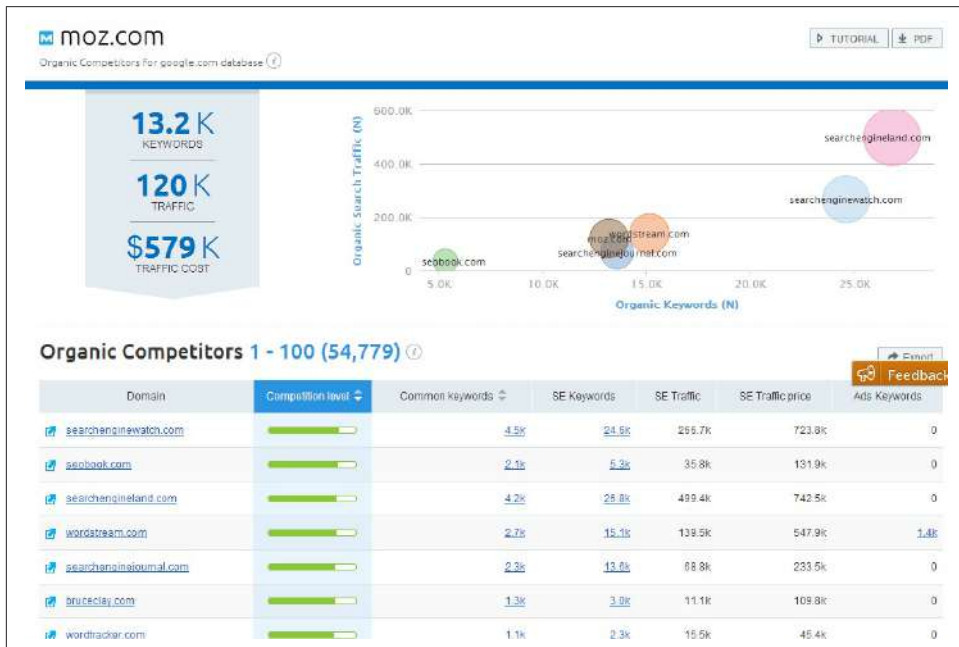 moz.com
TUTORIAL PDF
Organic Competitors for google.com database i
13.2 K
KEYWORDS
120 K
TRAFFIC
$579 K
TRAFFIC COST
Organic Search Traffic (N)
600.0K
400.0K
200.0K
0
searchengineland.com
searchenginewatch.com
wordstream.com
moz.com
searchenginejournal.com
seobook.com
5.0K 10.0K 15.0K 20.0K 25.0K
Organic Keywords (N)
Organic Competitors 1 - 100 (54,779) i
Export
Feedback
Domain Competition level Common keywords SE Keywords SE Traffic SE Traffic price Ads Keywords
searchenginewatch.com 4.5k 24.6k 266.7k 723.8k 0
seobook.com 2.1k 5.3k 35.8k 131.9k 0
searchengineland.com 4.2k 26.8k 499.4k 742.5k 0
wordstream.com 2.7k 15.1k 139.5k 547.9k 1.4k
searchenginejournal.com 2.3k 13.6k 68.8k 233.5k 0
bruceclay.com 1.3k 3.0k 11.1k 109.8k 0
wordtracker.com 1.1k 2.3k 15.5k 45.4k 0